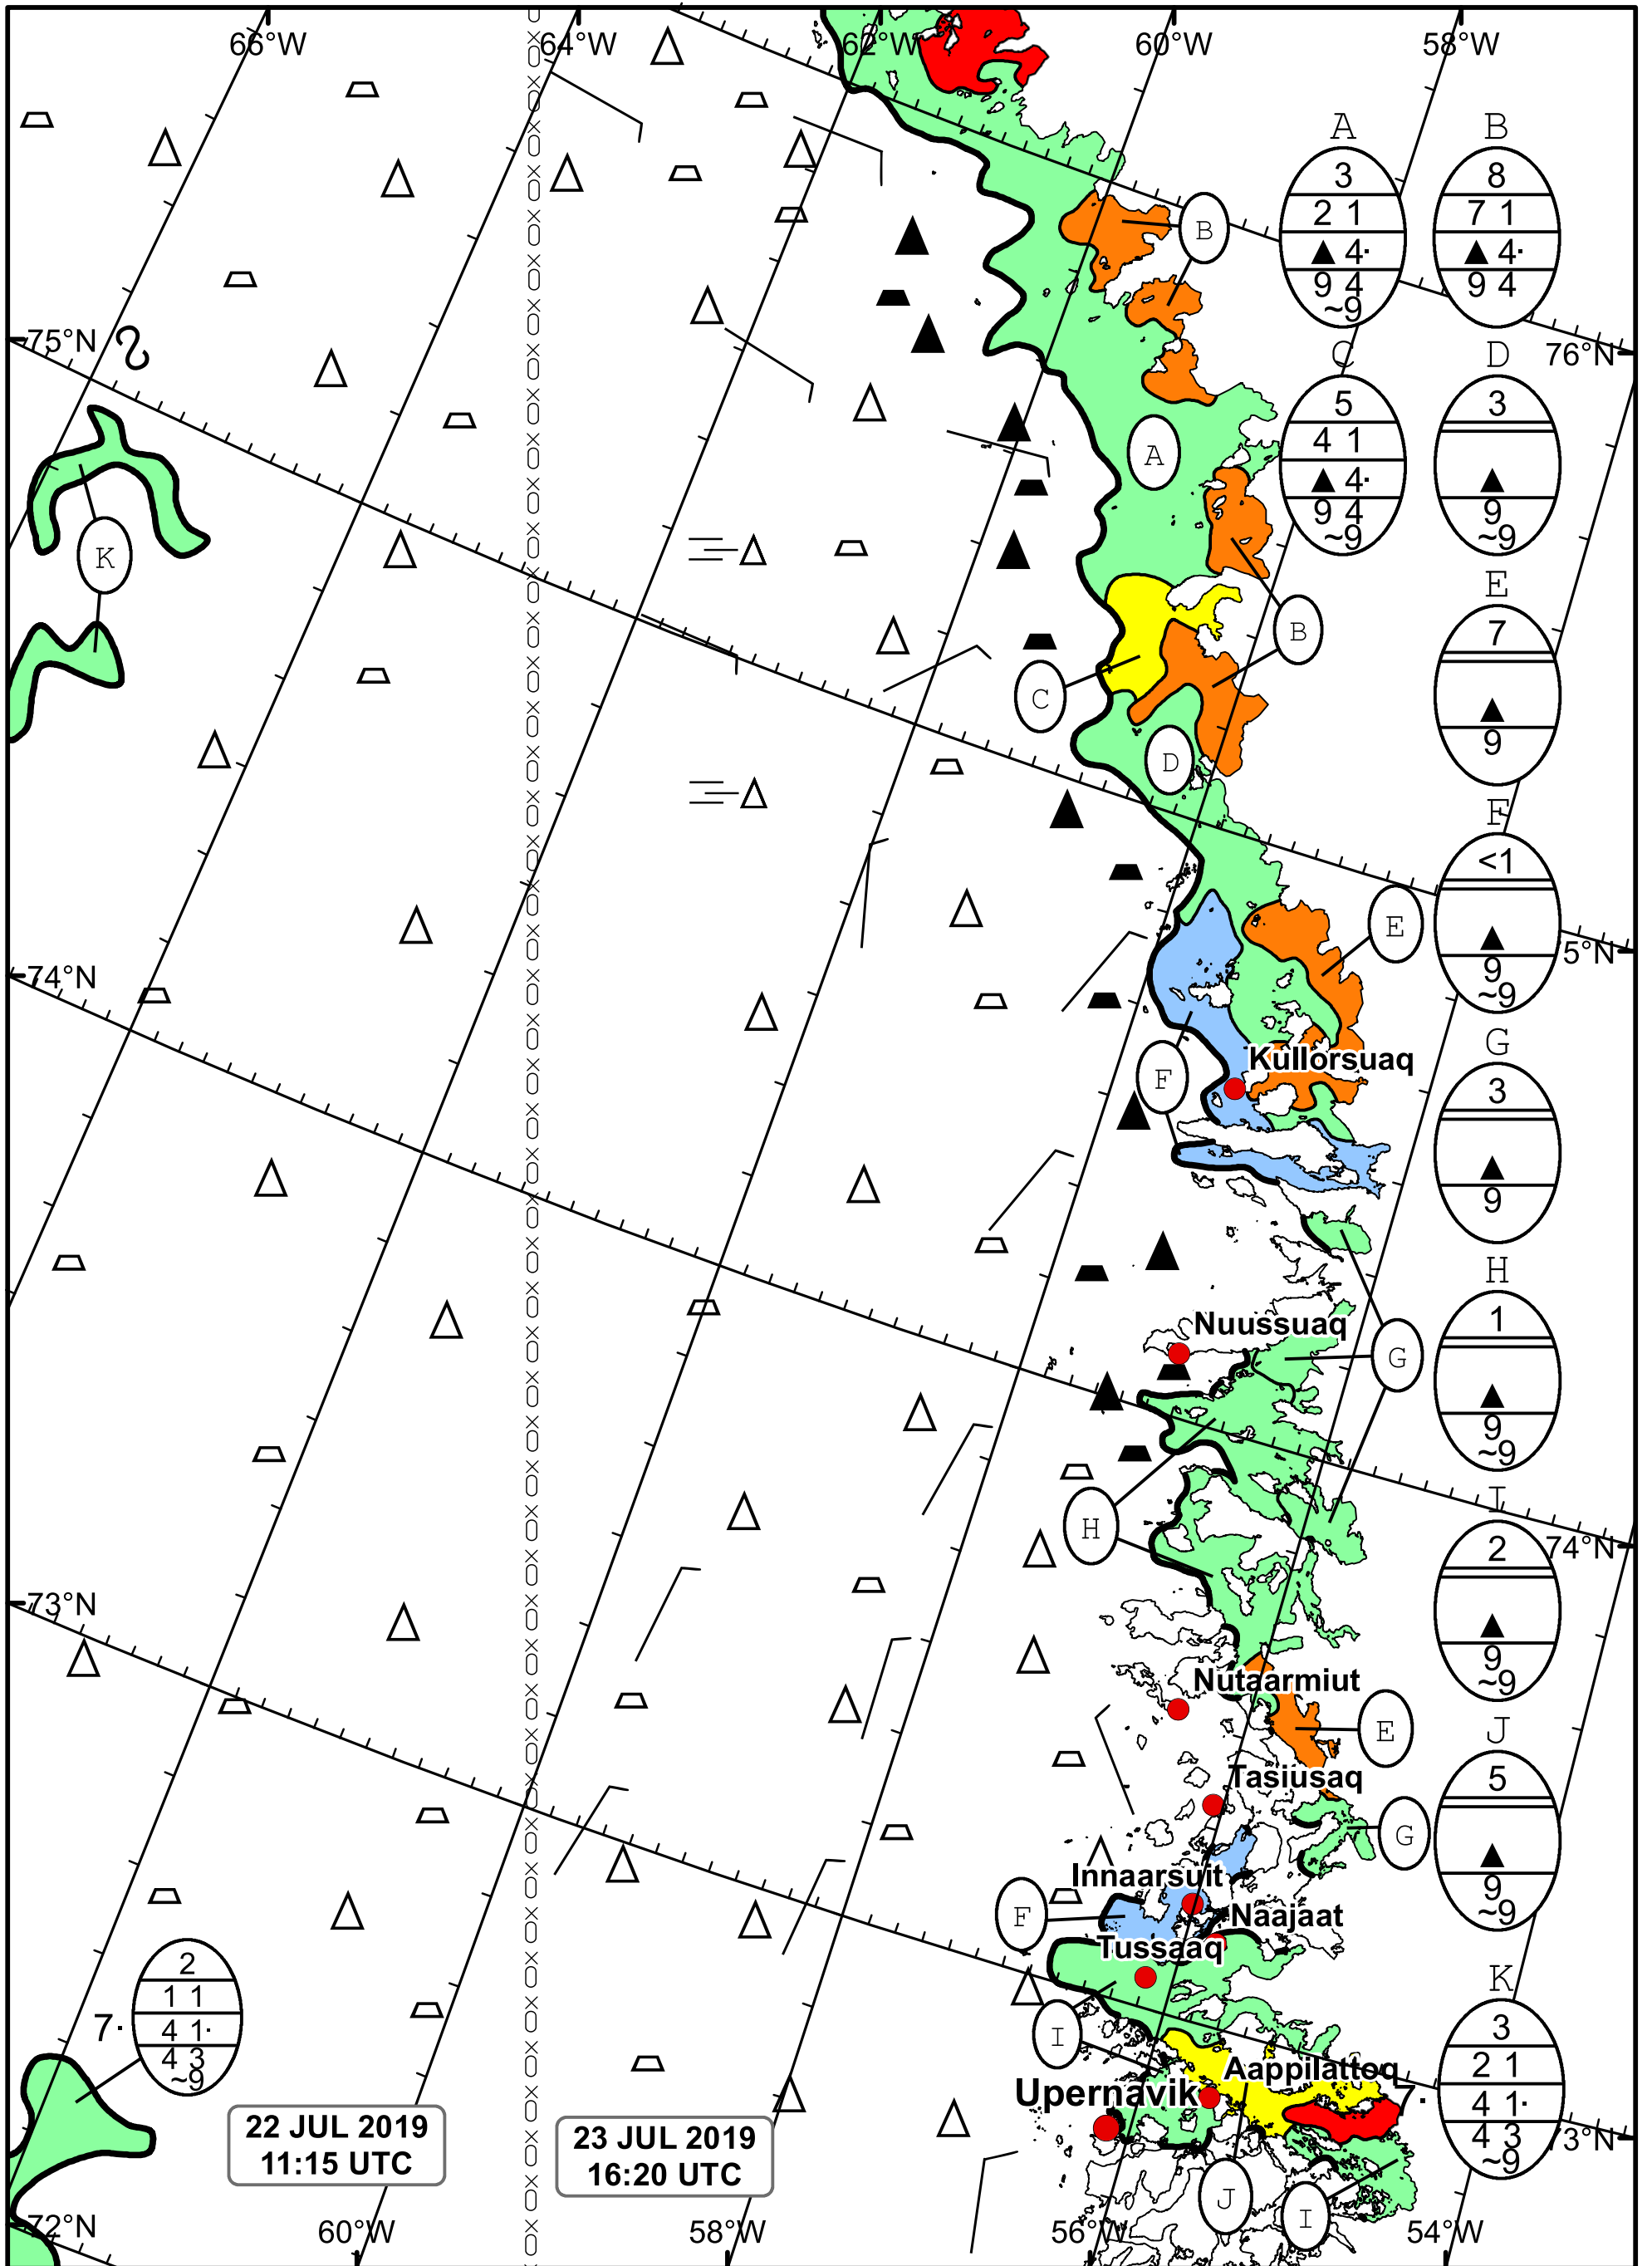 66°W
64°W
62°W
60°W
58°W
A
3
2 1
▲ 4·
9 4
~9
B
8
7 1
▲ 4·
9 4
B
75°N
76°N
C
5
4 1
▲ 4·
9 4
~9
D
3
▲
9
~9
A
K
B
C
D
E
7
▲
9
F
<1
▲
9
~9
E
74°N
5°N
Kullorsuaq
F
G
3
▲
9
H
1
▲
9
~9
Nuussuaq
G
H
I
2
▲
9
~9
74°N
73°N
Nutaarmiut
E
J
5
▲
9
~9
Tasiusaq
G
Innaarsuit
F
Naajaat
Tussaaq
2
1 1
7· 4 1·
4 3
~9
I
K
3
2 1
7· 4 1·
4 3
~9
Aappilattoq
Upernavik
22 JUL 2019
11:15 UTC
23 JUL 2019
16:20 UTC
73°N
J
I
72°N
60°W
58°W
56°W
54°W